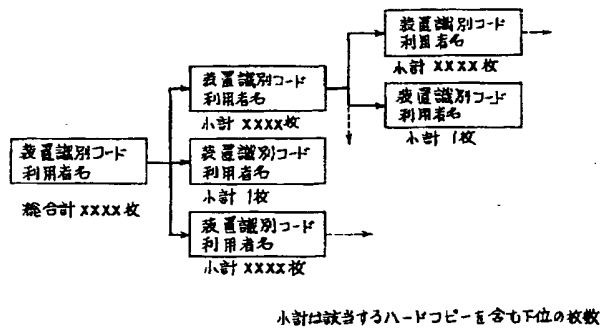 装置識別コード
利用者名
小計 XXXX枚
装置識別コード
利用者名
小計 1枚
装置識別コード
利用者名
小計 XXXX枚
装置識別コード
利用者名
総合計 XXXX枚
装置識別コード
利用者名
小計 1枚
装置識別コード
利用者名
小計 XXXX枚
小計は該当するハードコピーを含む下位の枚数